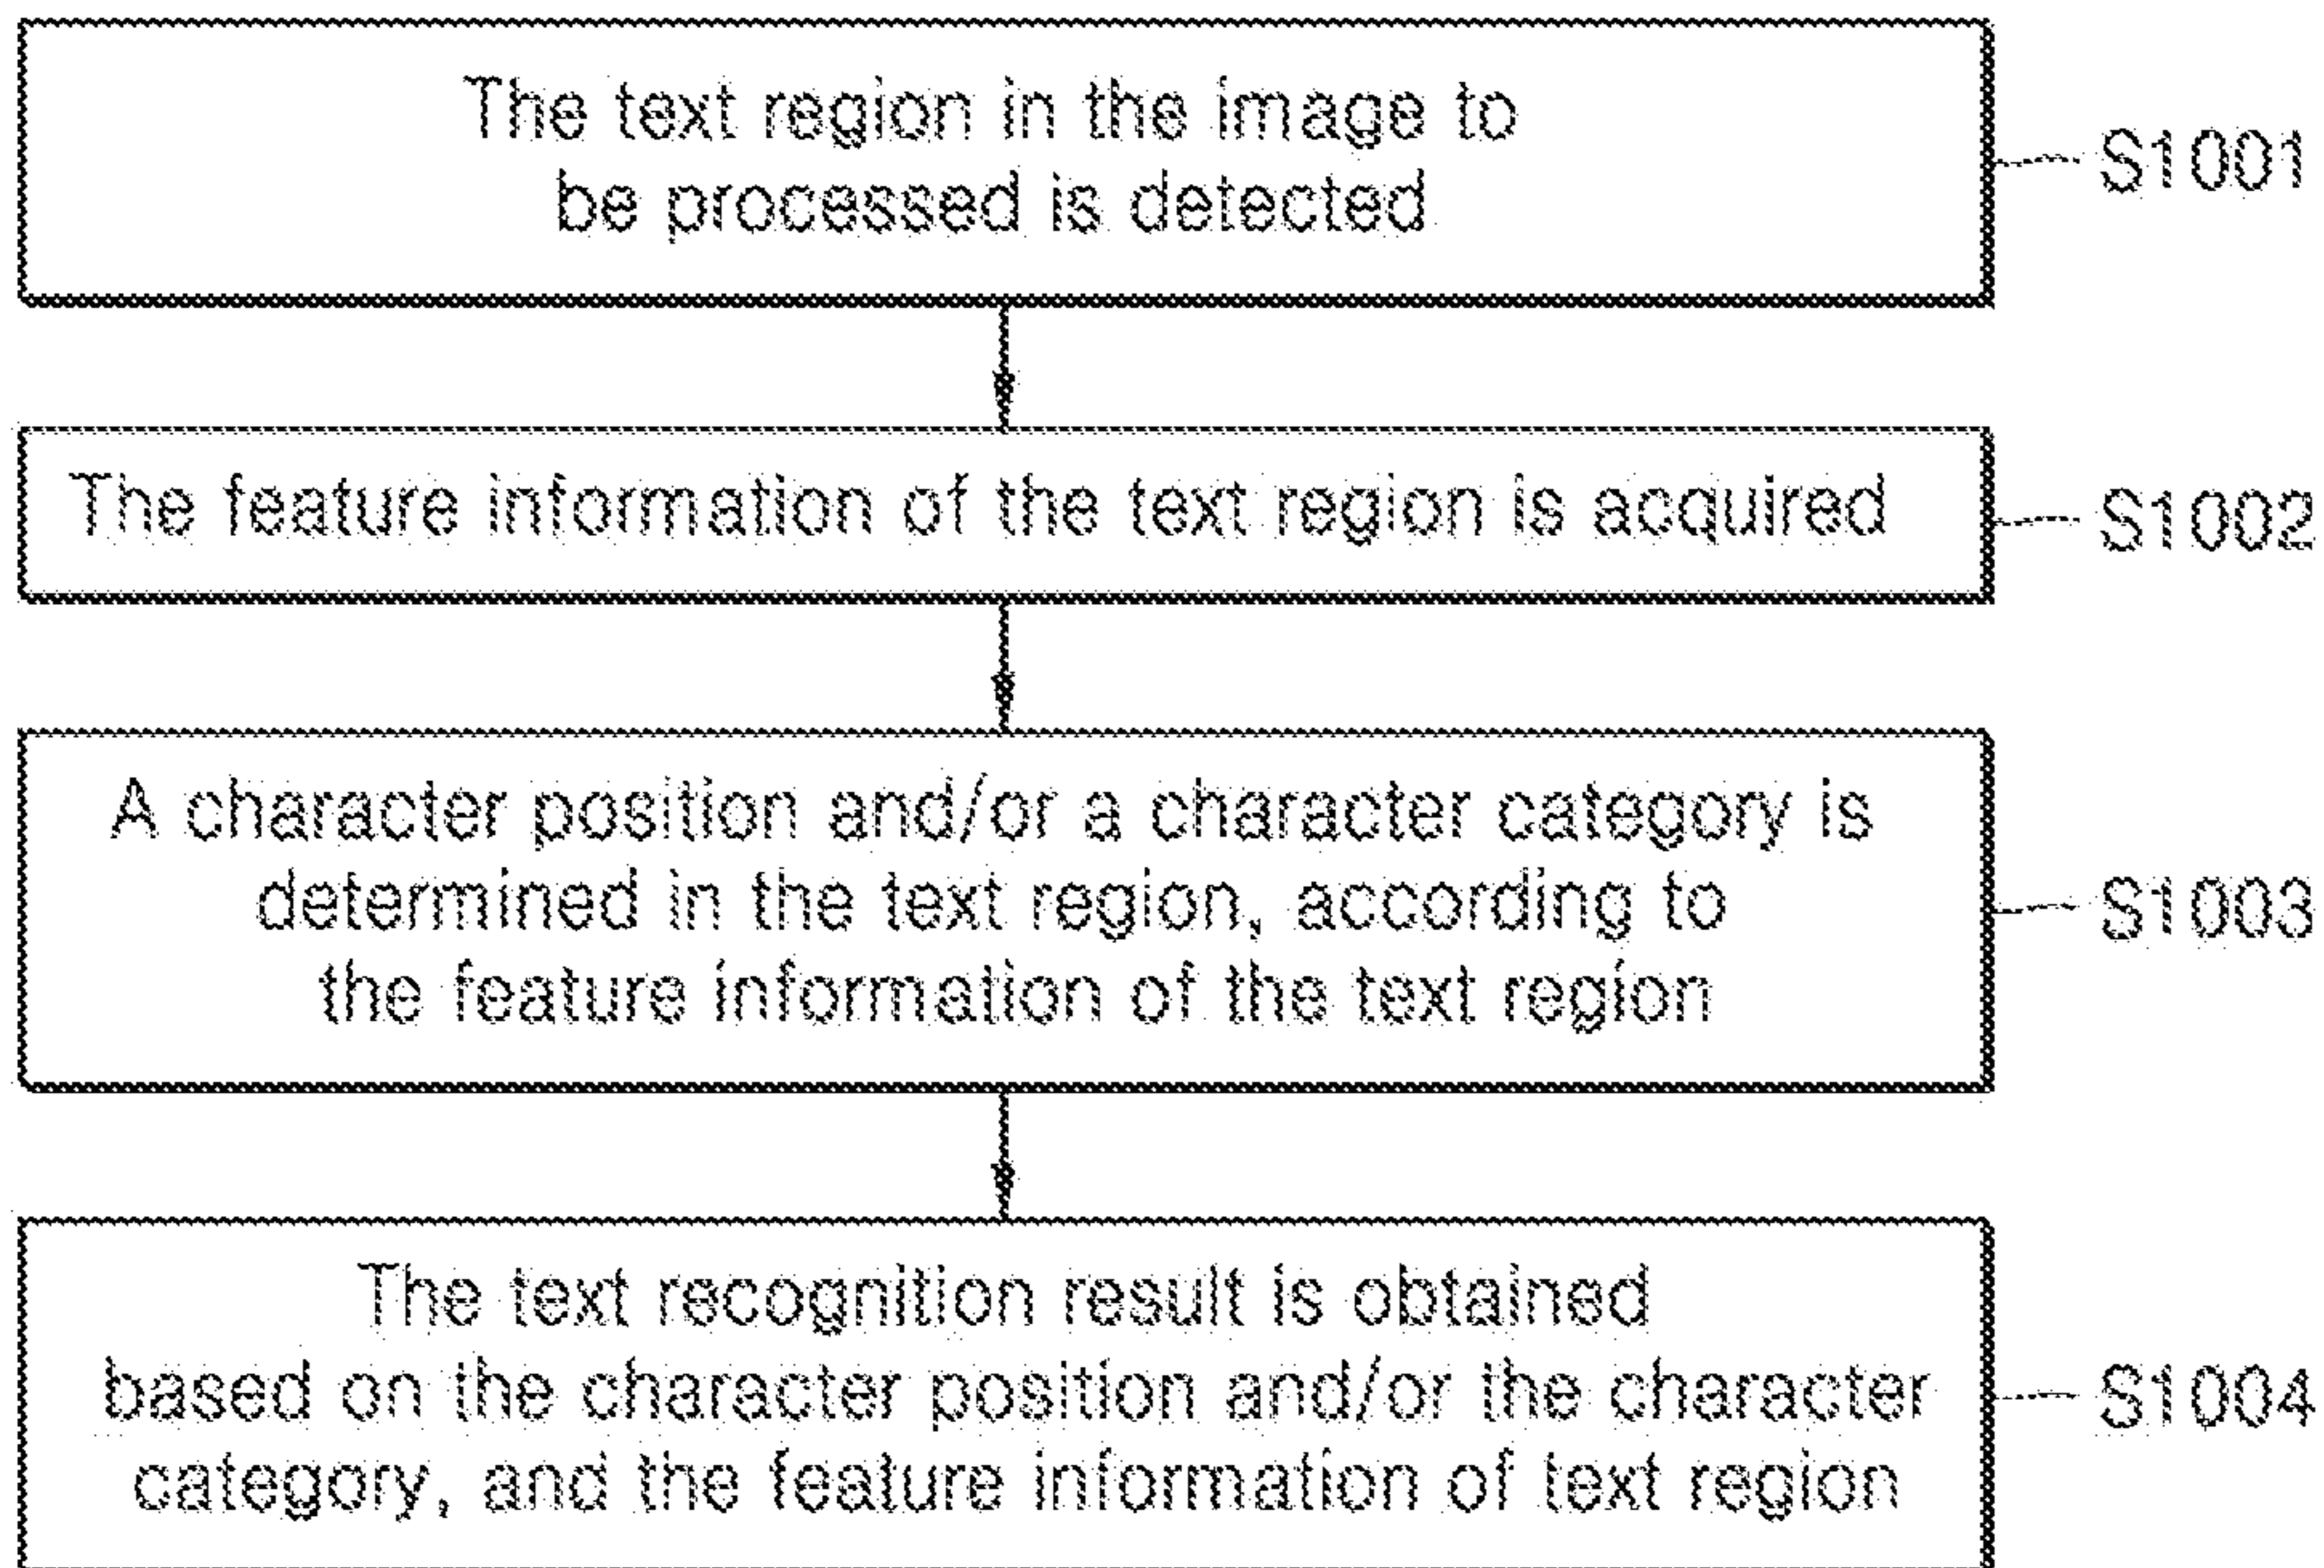 The text region in the image to
be processed is detected
S1001
The feature information of the text region is acquired
S1002
A character position and/or a character category is
determined in the text region, according to
the feature information of the text region
S1003
The text recognition result is obtained
based on the character position and/or the character
category, and the feature information of text region
S1004